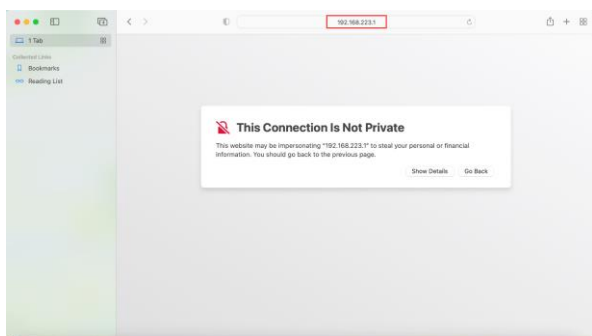 192.168.223.1
1 Tab
Collected Links
Bookmarks
Reading List
This Connection Is Not Private
This website may be impersonating "192.168.223.1" to steal your personal or financial
information. You should go back to the previous page.
Show Details Go Back